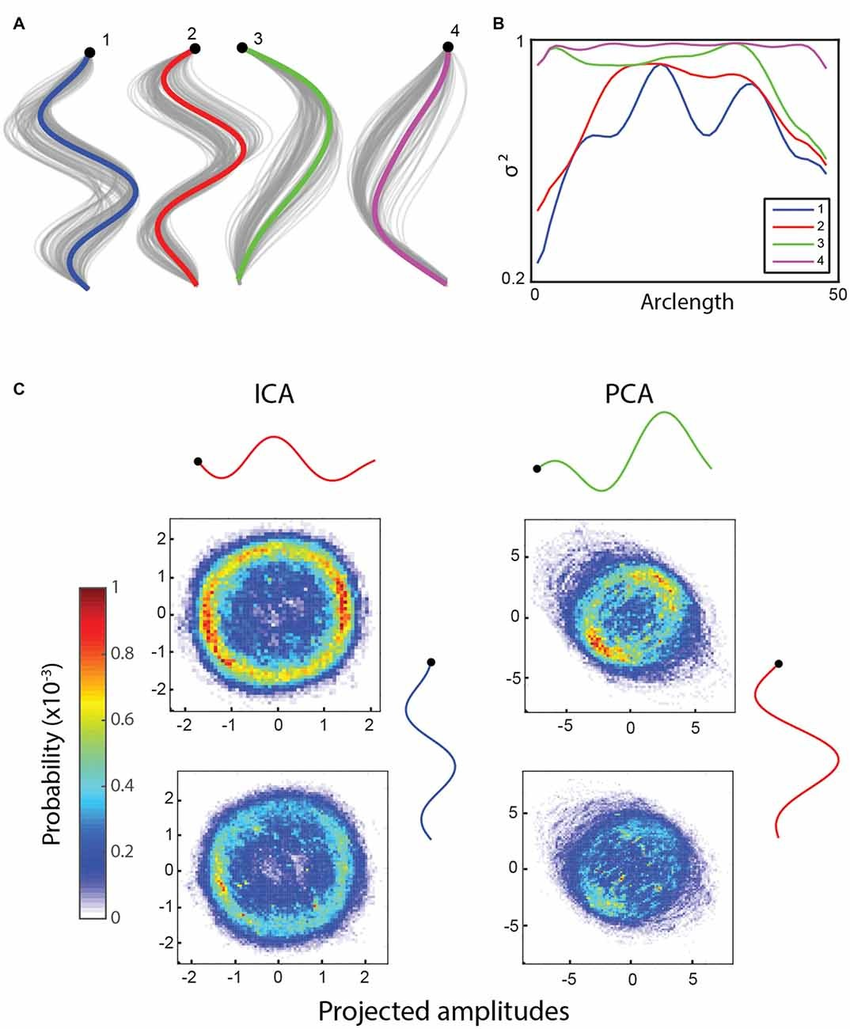 A
1
2
3
4
B
1
σ²
0.2
0
50
Arclength
1
2
3
4
C
ICA
PCA
Probability (x10⁻³)
1
0.8
0.6
0.4
0.2
0
2
1
0
-1
-2
-2 -1 0 1 2
5
0
-5
-5 0 5
2
1
0
-1
-2
-2 -1 0 1 2
5
0
-5
-5 0 5
Projected amplitudes